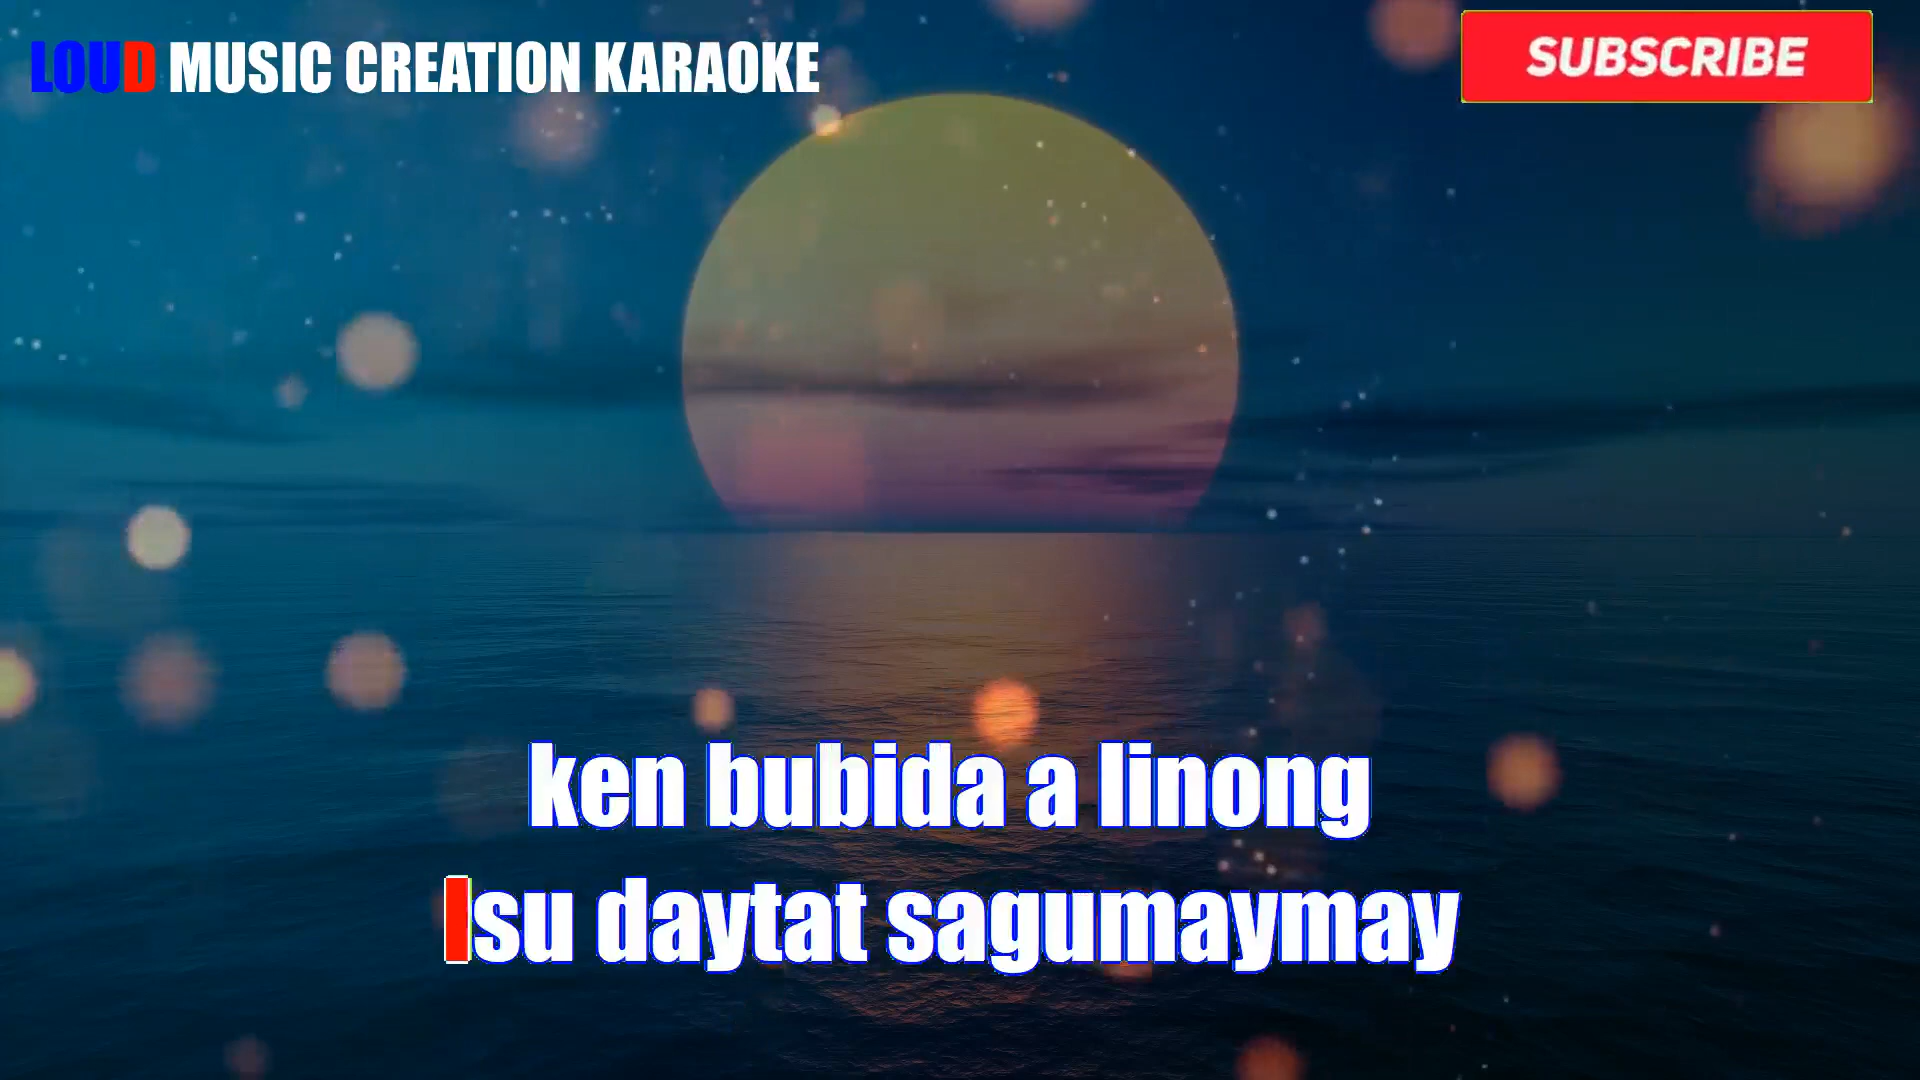 LOUD MUSIC CREATION KARAOKE
SUBSCRIBE
ken bubida a linong
Isu daytat sagumaymay